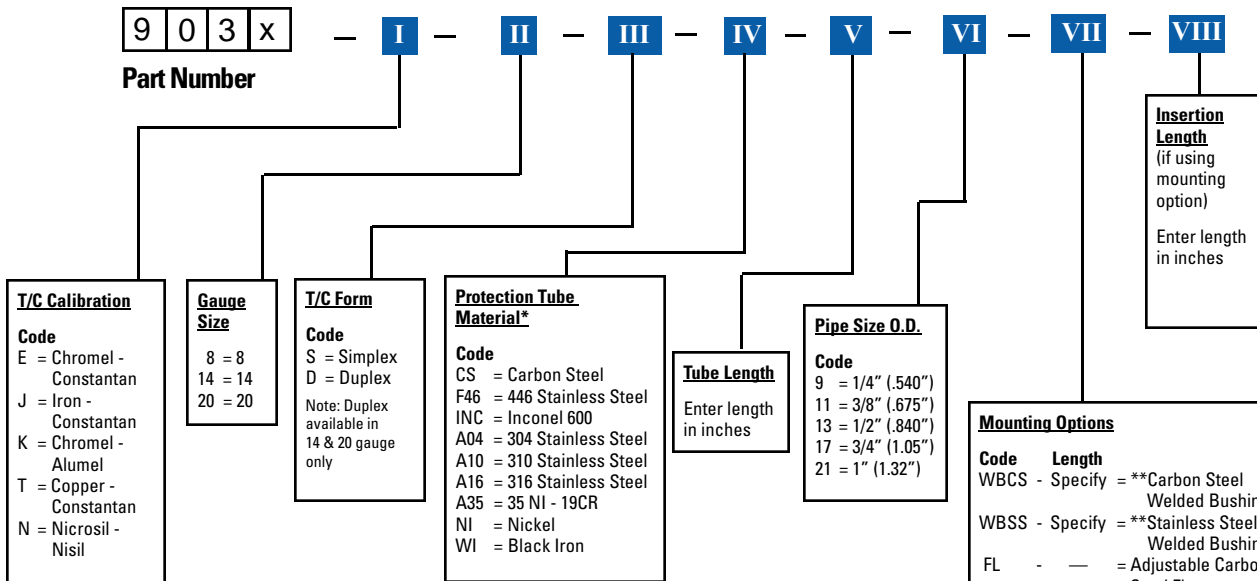 9 0 3 x – I – II – III – IV – V – VI – VII – VIII
Part Number
T/C Calibration
Code
E = Chromel -
Constantan
J = Iron -
Constantan
K = Chromel -
Alumel
T = Copper -
Constantan
N = Nicrosil -
Nisil
Gauge
Size
8 = 8
14 = 14
20 = 20
T/C Form
Code
S = Simplex
D = Duplex
Note: Duplex
available in
14 & 20 gauge
only
Protection Tube
Material*
Code
CS = Carbon Steel
F46 = 446 Stainless Steel
INC = Inconel 600
A04 = 304 Stainless Steel
A10 = 310 Stainless Steel
A16 = 316 Stainless Steel
A35 = 35 NI - 19CR
NI = Nickel
WI = Black Iron
Tube Length
Enter length
in inches
Pipe Size O.D.
Code
9 = 1/4" (.540")
11 = 3/8" (.675")
13 = 1/2" (.840")
17 = 3/4" (1.05")
21 = 1" (1.32")
Mounting Options
Code Length
WBCS - Specify = **Carbon Steel
Welded Bushin
WBSS - Specify = **Stainless Steel
Welded Bushin
FL - — = Adjustable Carbo
Insertion
Length
(if using
mounting
option)
Enter length
in inches